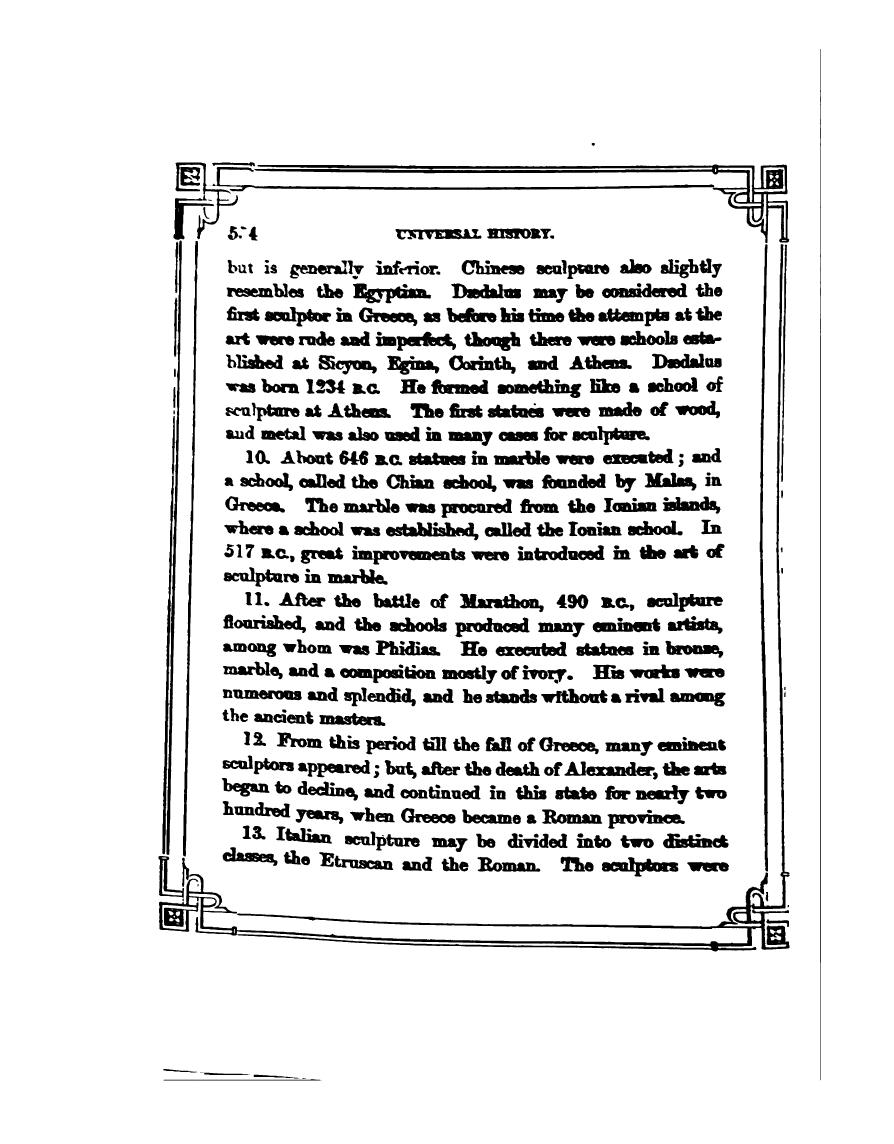 UNIVERSAL HISTORY.
but is generally inferior. Chinese sculpture also slightly
resembles the Egyptian. Dædalus may be considered the
first sculptor in Greece, as before his time the attempts at the
art were rude and imperfect, though there were schools esta-
blished at Sicyon, Egina, Corinth, and Athens. Dædalus
was born 1234 B.C. He formed something like a school of
sculpture at Athens. The first statues were made of wood,
and metal was also used in many cases for sculpture.
10. About 646 B.C. statues in marble were executed; and
a school, called the Chian school, was founded by Malas, in
Greece. The marble was procured from the Ionian islands,
where a school was established, called the Ionian school. In
517 B.C., great improvements were introduced in the art of
sculpture in marble.
11. After the battle of Marathon, 490 B.C., sculpture
flourished, and the schools produced many eminent artists,
among whom was Phidias. He executed statues in bronze,
marble, and a composition mostly of ivory. His works were
numerous and splendid, and he stands without a rival among
the ancient masters.
12. From this period till the fall of Greece, many eminent
sculptors appeared; but, after the death of Alexander, the arts
began to decline, and continued in this state for nearly two
hundred years, when Greece became a Roman province.
13. Italian sculpture may be divided into two distinct
classes, the Etruscan and the Roman. The sculptors were